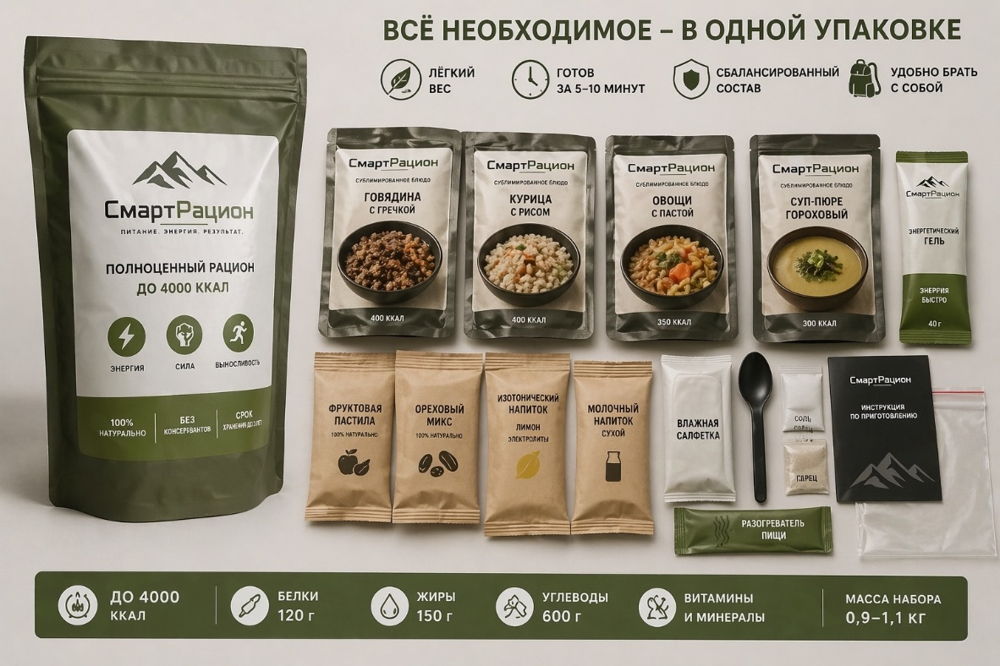 ВСЁ НЕОБХОДИМОЕ – В ОДНОЙ УПАКОВКЕ
ЛЁГКИЙ
ВЕС
ГОТОВ
ЗА 5–10 МИНУТ
СБАЛАНСИРОВАННЫЙ
СОСТАВ
УДОБНО БРАТЬ
С СОБОЙ
СмартРацион
ПИТАНИЕ. ЭНЕРГИЯ. РЕЗУЛЬТАТ.
ПОЛНОЦЕННЫЙ РАЦИОН
ДО 4000 ККАЛ
ЭНЕРГИЯ
СИЛА
ВЫНОСЛИВОСТЬ
100%
НАТУРАЛЬНО
БЕЗ
КОНСЕРВАНТОВ
СРОК
ХРАНЕНИЯ ДО ЛЕТ
СмартРацион
СУБЛИМИРОВАННОЕ БЛЮДО
ГОВЯДИНА
С ГРЕЧКОЙ
400 ККАЛ
СмартРацион
СУБЛИМИРОВАННОЕ БЛЮДО
КУРИЦА
С РИСОМ
400 ККАЛ
СмартРацион
СУБЛИМИРОВАННОЕ БЛЮДО
ОВОЩИ
С ПАСТОЙ
350 ККАЛ
СмартРацион
СУБЛИМИРОВАННОЕ БЛЮДО
СУП-ПЮРЕ
ГОРОХОВЫЙ
300 ККАЛ
СмартРацион
ЭНЕРГЕТИЧЕСКИЙ
ГЕЛЬ
ЭНЕРРИЯ
БЫСТРО
40 г
ФРУКТОВАЯ
ПАСТИЛА
100% НАТУРАЛЬНО
ОРЕХОВЫЙ
МИКС
100% НАТУРАЛЬНО
ИЗОТОНИЧЕСКИЙ
НАПИТОК
ЛИМОН
ЭЛЕКТРОЛИТЫ
МОЛОЧНЫЙ
НАПИТОК
СУХОЙ
ВЛАЖНАЯ
САЛФЕТКА
СОЛЬ
ПАРЕЦ
СмартРацион
ИНСТРУКЦИЯ
ПО ПРИГОТОВЛЕНИЮ
РАЗОГРЕВАТЕЛЬ
ПИЩИ
ДО 4000
ККАЛ
БЕЛКИ
120 г
ЖИРЫ
150 г
УГЛЕВОДЫ
600 г
ВИТАМИНЫ
И МИНЕРАЛЫ
МАССА НАБОРА
0,9–1,1 КГ